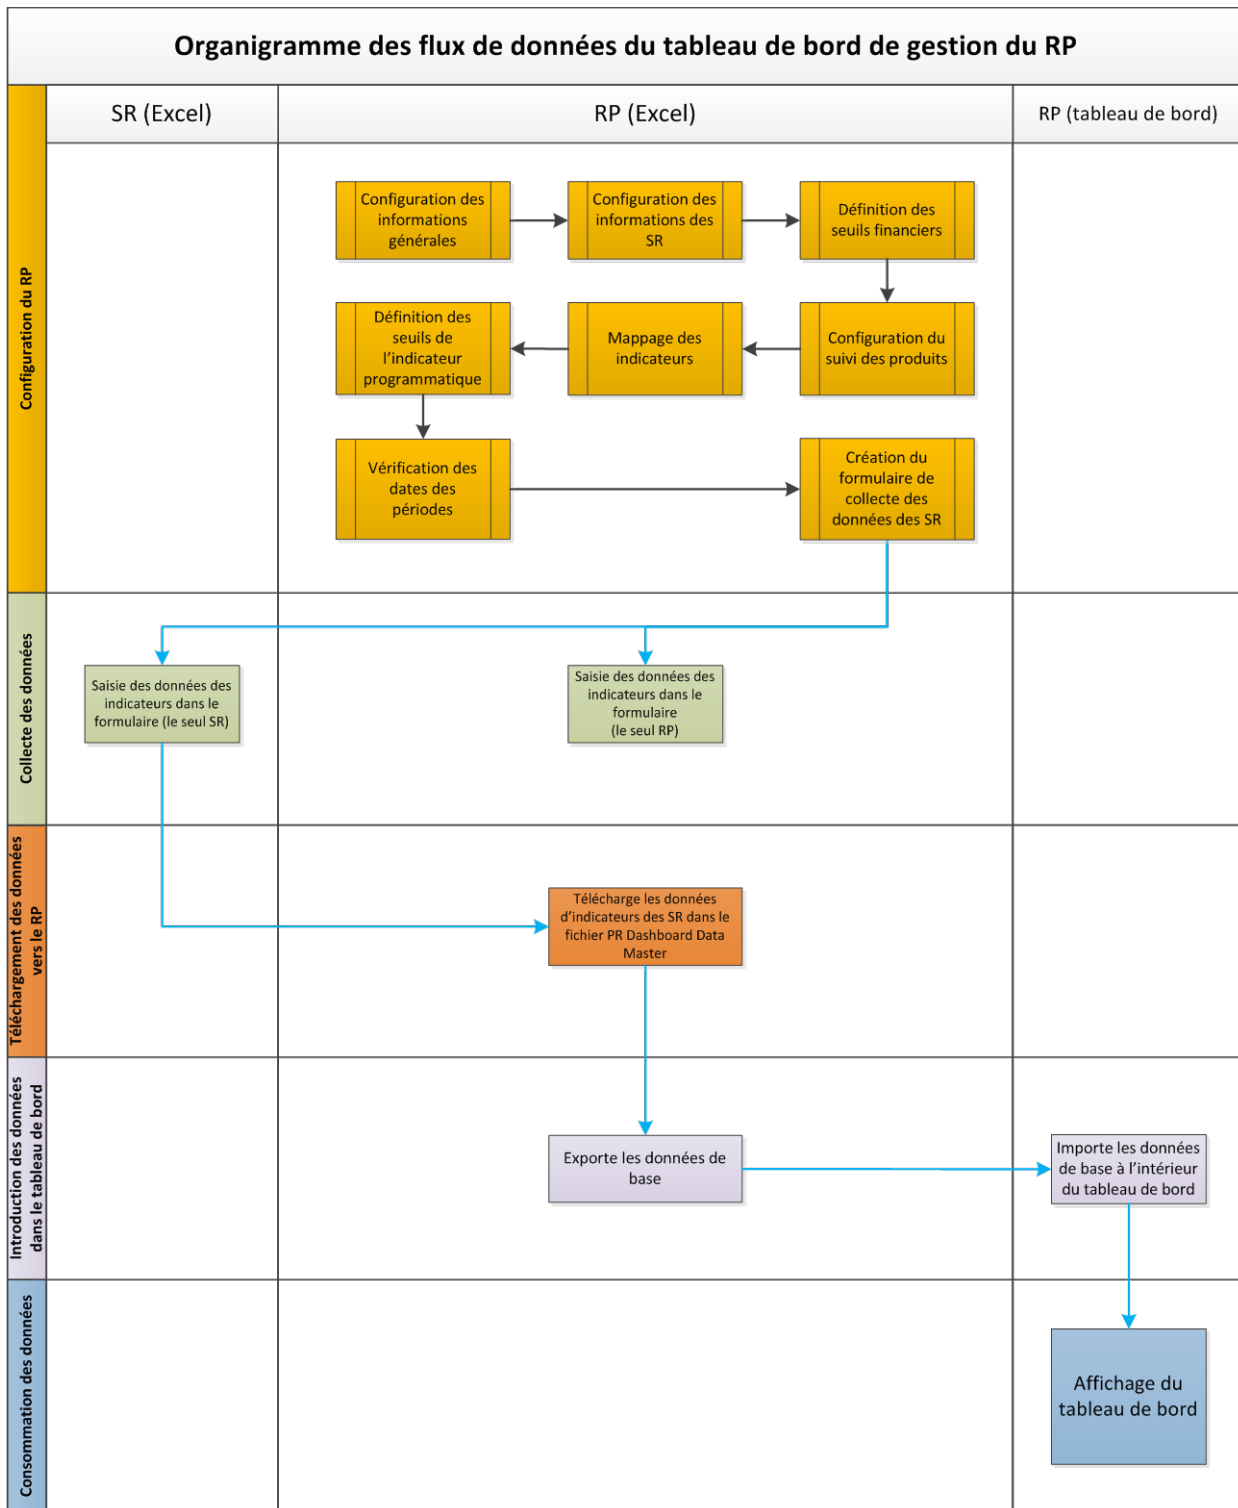 Organigramme des flux de données du tableau de bord de gestion du RP
SR (Excel)
RP (Excel)
RP (tableau de bord)
Configuration du RP
Configuration des
informations
générales
Configuration des
informations des
SR
Définition des
seuils financiers
Définition des
seuils de
l’indicateur
programmatique
Mappage des
indicateurs
Configuration du
suivi des produits
Vérification des
dates des
périodes
Création du
formulaire de
collecte des
données des SR
Collecte des données
Saisie des données des
indicateurs dans le
formulaire (le seul SR)
Saisie des données des
indicateurs dans le
formulaire
(le seul RP)
Téléchargement des données
vers le RP
Télécharge les données
d’indicateurs des SR dans le
fichier PR Dashboard Data
Master
Introduction des données
dans le tableau de bord
Exporte les données de
base
Importe les données
de base à l’intérieur
du tableau de bord
Consommation des données
Affichage du
tableau de bord